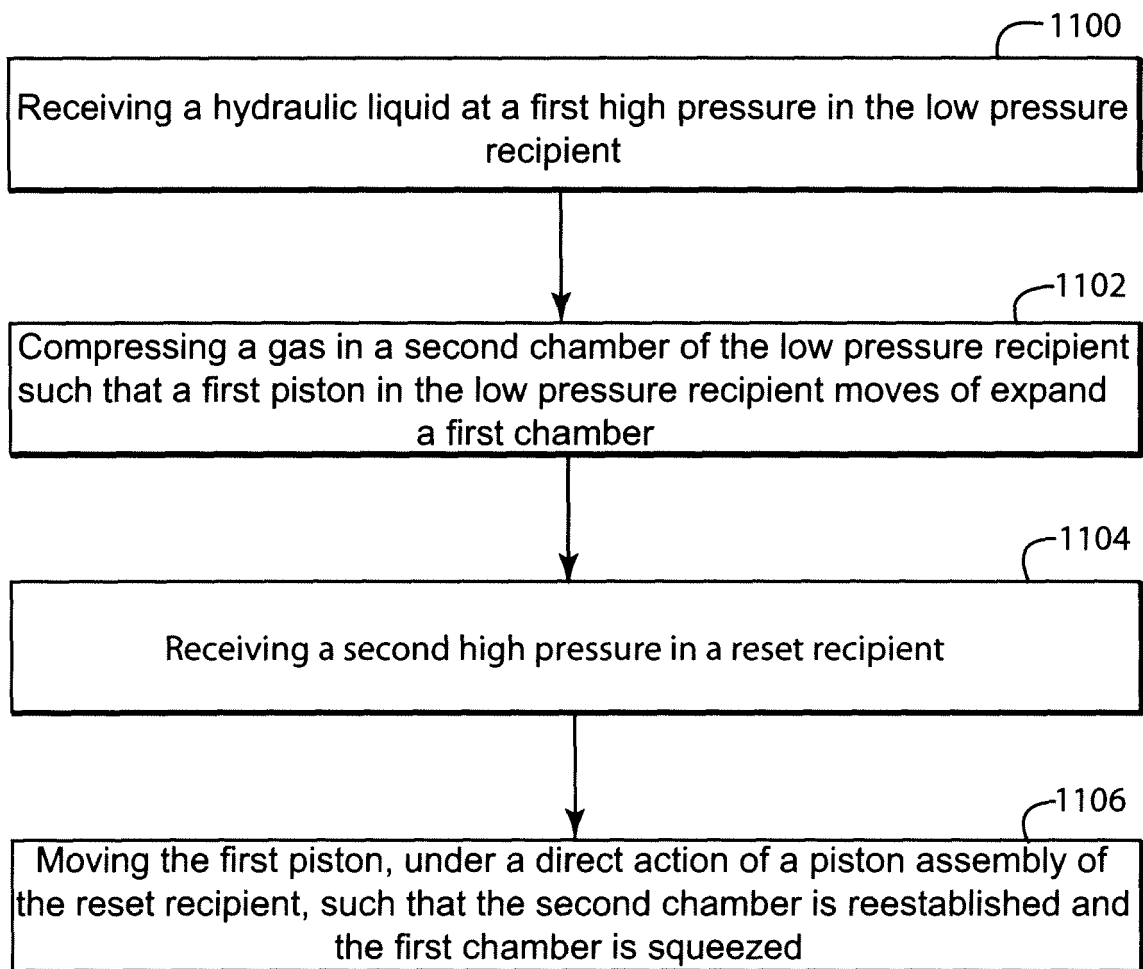 1100
Receiving a hydraulic liquid at a first high pressure in the low pressure
recipient
1102
Compressing a gas in a second chamber of the low pressure recipient
such that a first piston in the low pressure recipient moves of expand
a first chamber
1104
Receiving a second high pressure in a reset recipient
1106
Moving the first piston, under a direct action of a piston assembly of
the reset recipient, such that the second chamber is reestablished and
the first chamber is squeezed